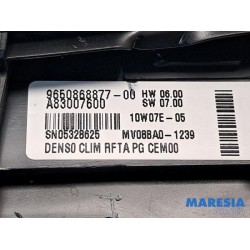 9650868877-00 HW 06.00
A83007600 SW 07.00
10W07E-05
SN05328625 MV08BA0-1239
DENSO CLIM RFTA PG CEM00
MARESIA